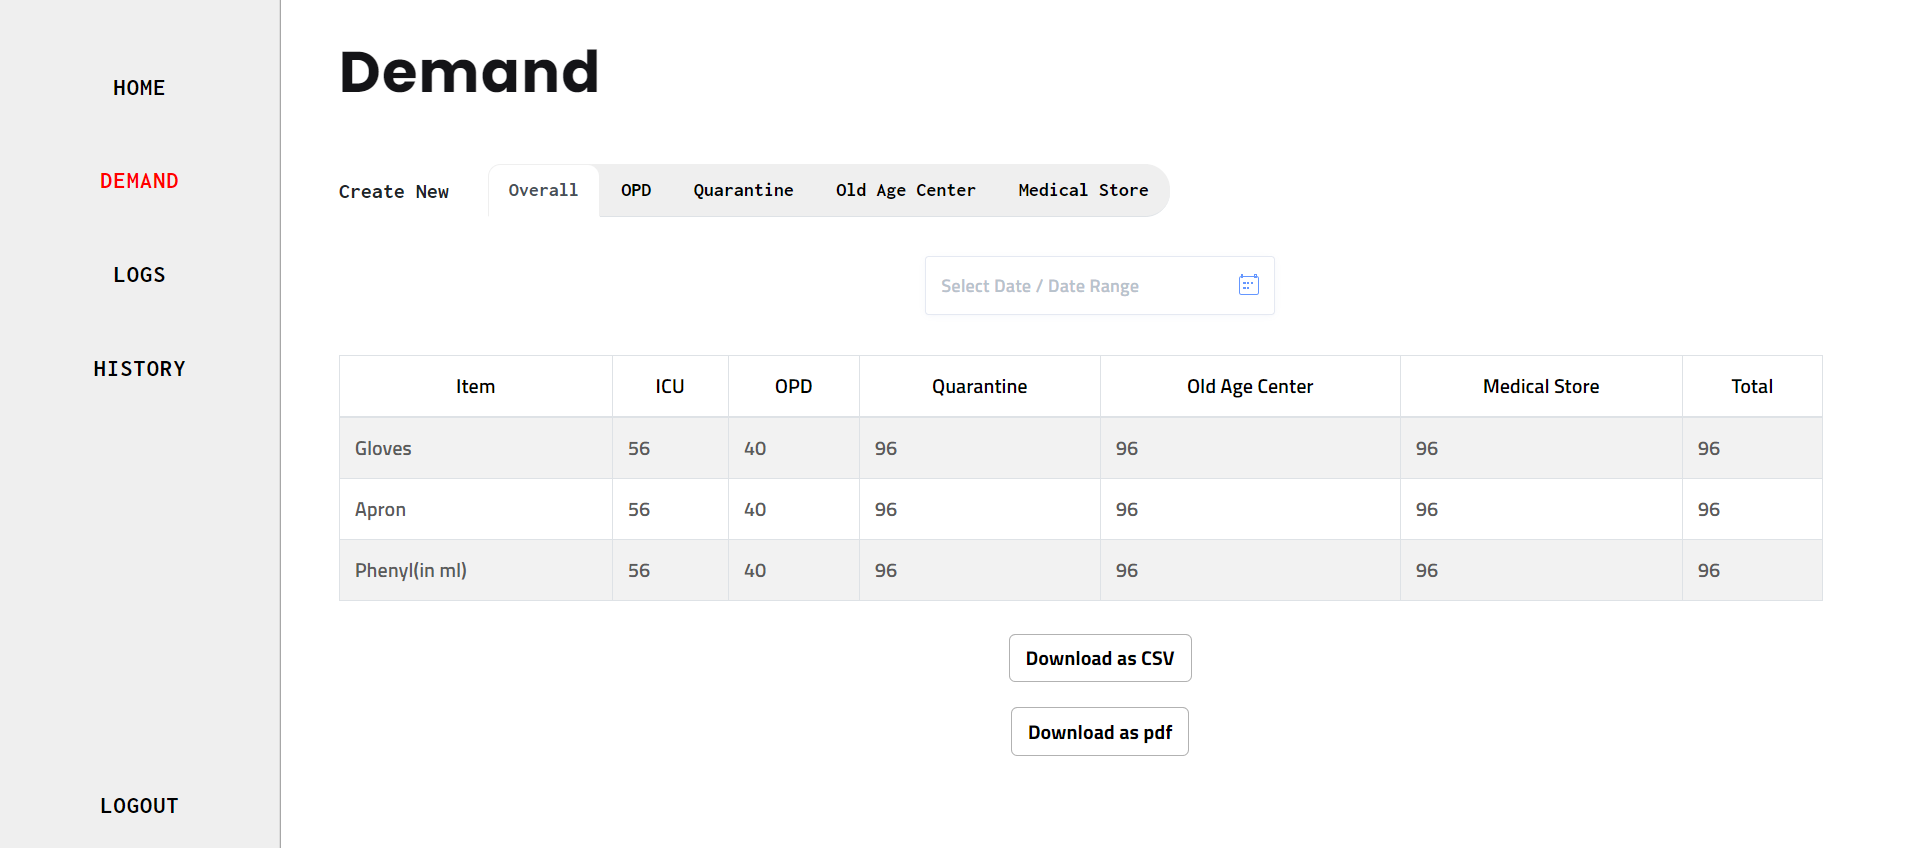 HOME
DEMAND
LOGS
HISTORY
LOGOUT
Demand
Create New Overall OPD Quarantine Old Age Center Medical Store
Select Date / Date Range
Item ICU OPD Quarantine Old Age Center Medical Store Total
Gloves 56 40 96 96 96 96
Apron 56 40 96 96 96 96
Phenyl(in ml) 56 40 96 96 96 96
Download as CSV
Download as pdf